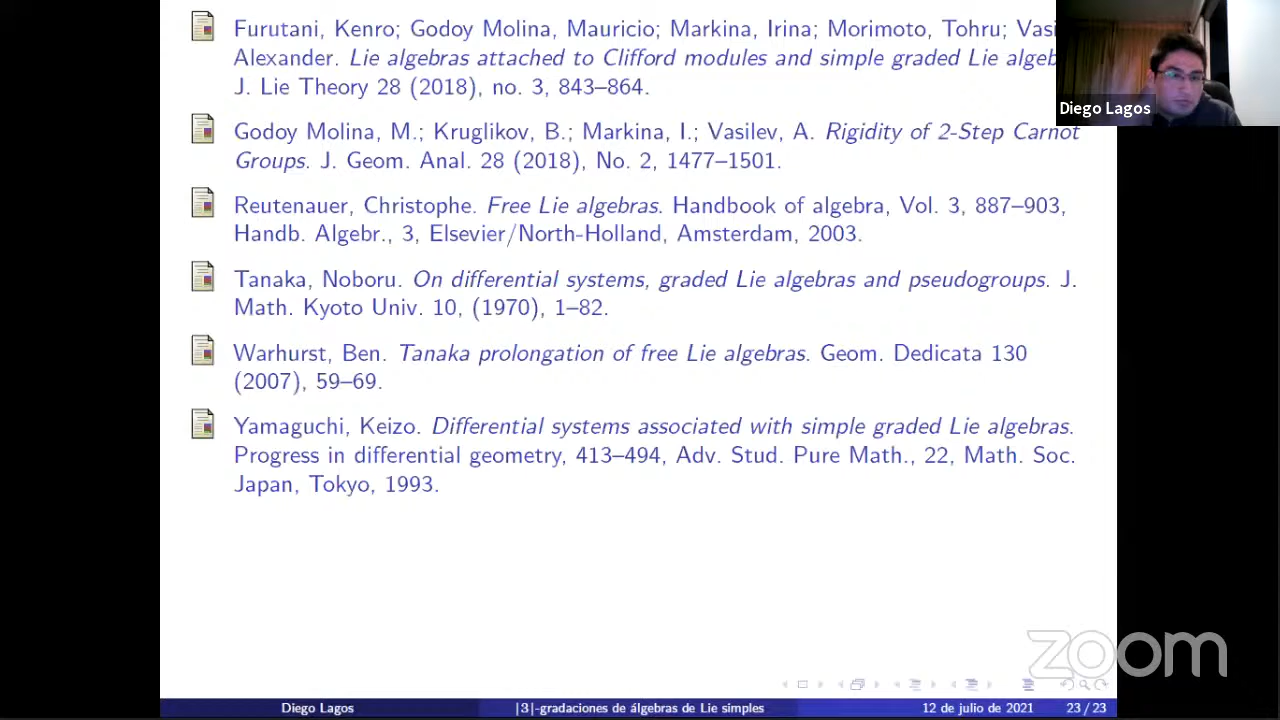 Furutani, Kenro; Godoy Molina, Mauricio; Markina, Irina; Morimoto, Tohru;
Alexander. Lie algebras attached to Clifford modules and simple graded Lie
J. Lie Theory 28 (2018), no. 3, 843–864.
Godoy Molina, M.; Kruglikov, B.; Markina, I.; Vasilev, A. Rigidity of 2-Step Carnot
Groups. J. Geom. Anal. 28 (2018), No. 2, 1477–1501.
Reutenauer, Christophe. Free Lie algebras. Handbook of algebra, Vol. 3, 887–903,
Handb. Algebr., 3, Elsevier/North-Holland, Amsterdam, 2003.
Tanaka, Noboru. On differential systems, graded Lie algebras and pseudogroups. J.
Math. Kyoto Univ. 10, (1970), 1–82.
Warhurst, Ben. Tanaka prolongation of free Lie algebras. Geom. Dedicata 130
(2007), 59–69.
Yamaguchi, Keizo. Differential systems associated with simple graded Lie algebras.
Progress in differential geometry, 413–494, Adv. Stud. Pure Math., 22, Math. Soc.
Japan, Tokyo, 1993.
Diego Lagos
zoom
Diego Lagos |3|-gradaciones de álgebras de Lie simples 12 de julio de 2021 23 / 23